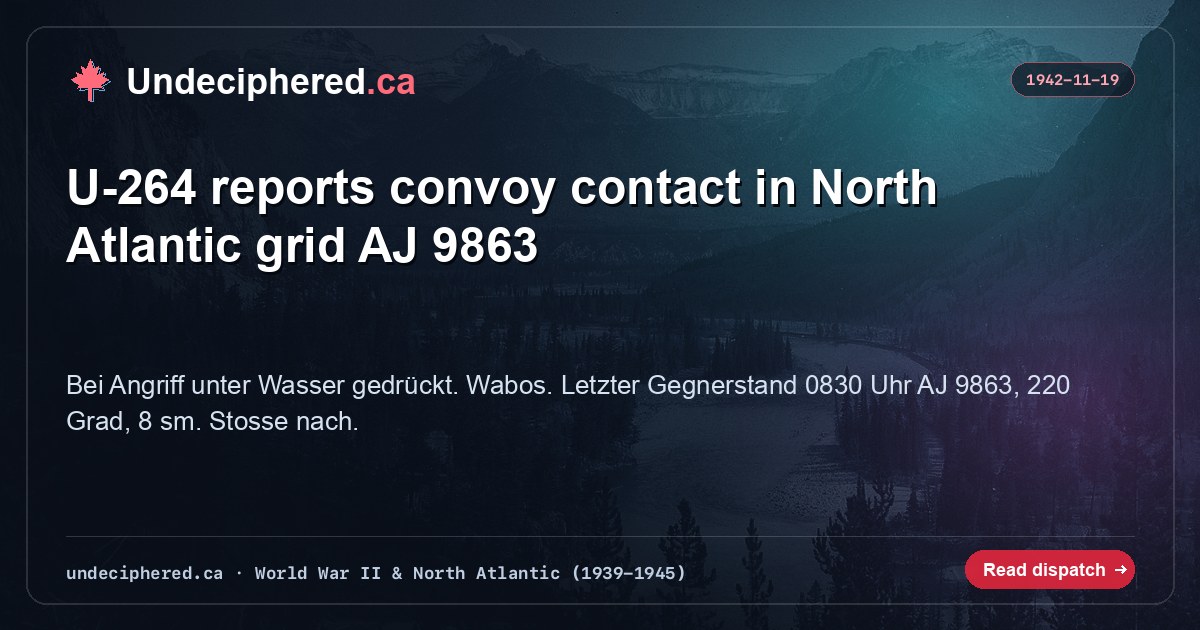 Undeciphered.ca
1942–11–19
U-264 reports convoy contact in North
Atlantic grid AJ 9863
Bei Angriff unter Wasser gedrückt. Wabos. Letzter Gegnerstand 0830 Uhr AJ 9863, 220
Grad, 8 sm. Stosse nach.
undeciphered.ca · World War II & North Atlantic (1939–1945)
Read dispatch →